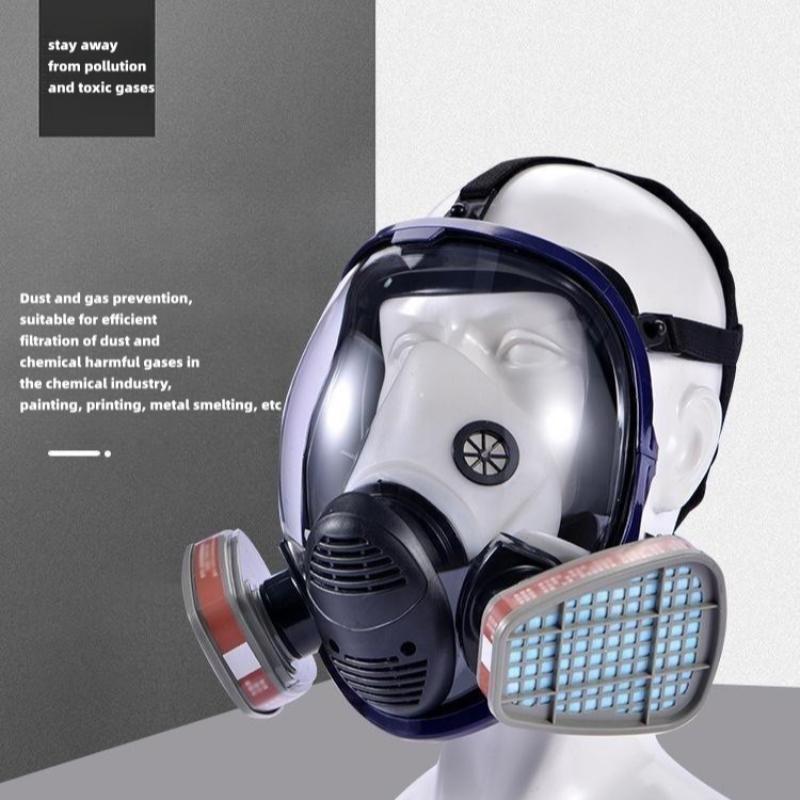 stay away
from pollution
and toxic gases
Dust and gas prevention,
suitable for efficient
filtration of dust and
chemical harmful gases in
the chemical industry,
painting, printing, metal smelting, etc